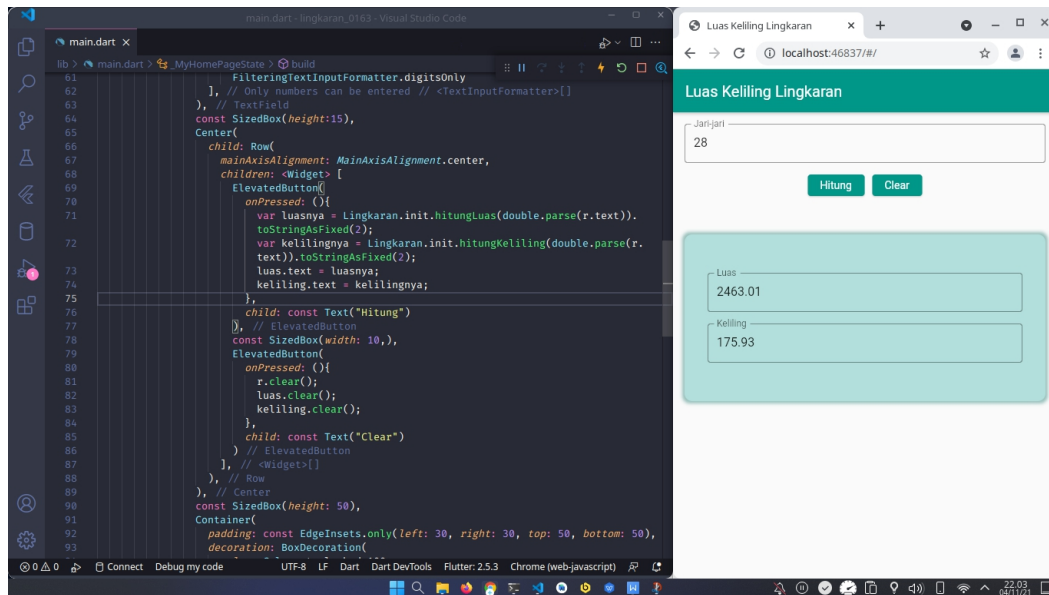 main.dart - lingkaran_0163 - Visual Studio Code
main.dart
lib > main.dart > _MyHomePageState > build
61 FilteringTextInputFormatter.digitsOnly
62 ], // Only numbers can be entered // <TextInputFormatter>[]
63 ), // TextField
64 const SizedBox(height:15),
65 Center(
66 child: Row(
67 mainAxisAlignment: MainAxisAlignment.center,
68 children: <Widget> [
69 ElevatedButton(
70 onPressed: (){
71 var luasnya = Lingkaran.init.hitungLuas(double.parse(r.text)).
toStringAsFixed(2);
72 var kelilingnya = Lingkaran.init.hitungKeliling(double.parse(r.
text)).toStringAsFixed(2);
73 luas.text = luasnya;
74 keliling.text = kelilingnya;
75 },
76 child: const Text("Hitung")
77 ), // ElevatedButton
78 const SizedBox(width: 10,),
79 ElevatedButton(
80 onPressed: (){
81 r.clear();
82 luas.clear();
83 keliling.clear();
84 },
85 child: const Text("Clear")
86 ) // ElevatedButton
87 ], // <Widget>[]
88 ), // Row
89 ), // Center
90 const SizedBox(height: 50),
91 Container(
92 padding: const EdgeInsets.only(left: 30, right: 30, top: 50, bottom: 50),
93 decoration: BoxDecoration(
1
0 0 Connect Debug my code UTF-8 LF Dart Dart DevTools Flutter: 2.5.3 Chrome (web-javascript)
Luas Keliling Lingkaran
localhost:46837/#/
Luas Keliling Lingkaran
Jari-jari
28
Hitung Clear
Luas
2463.01
Keliling
175.93
22.03
04/11/21